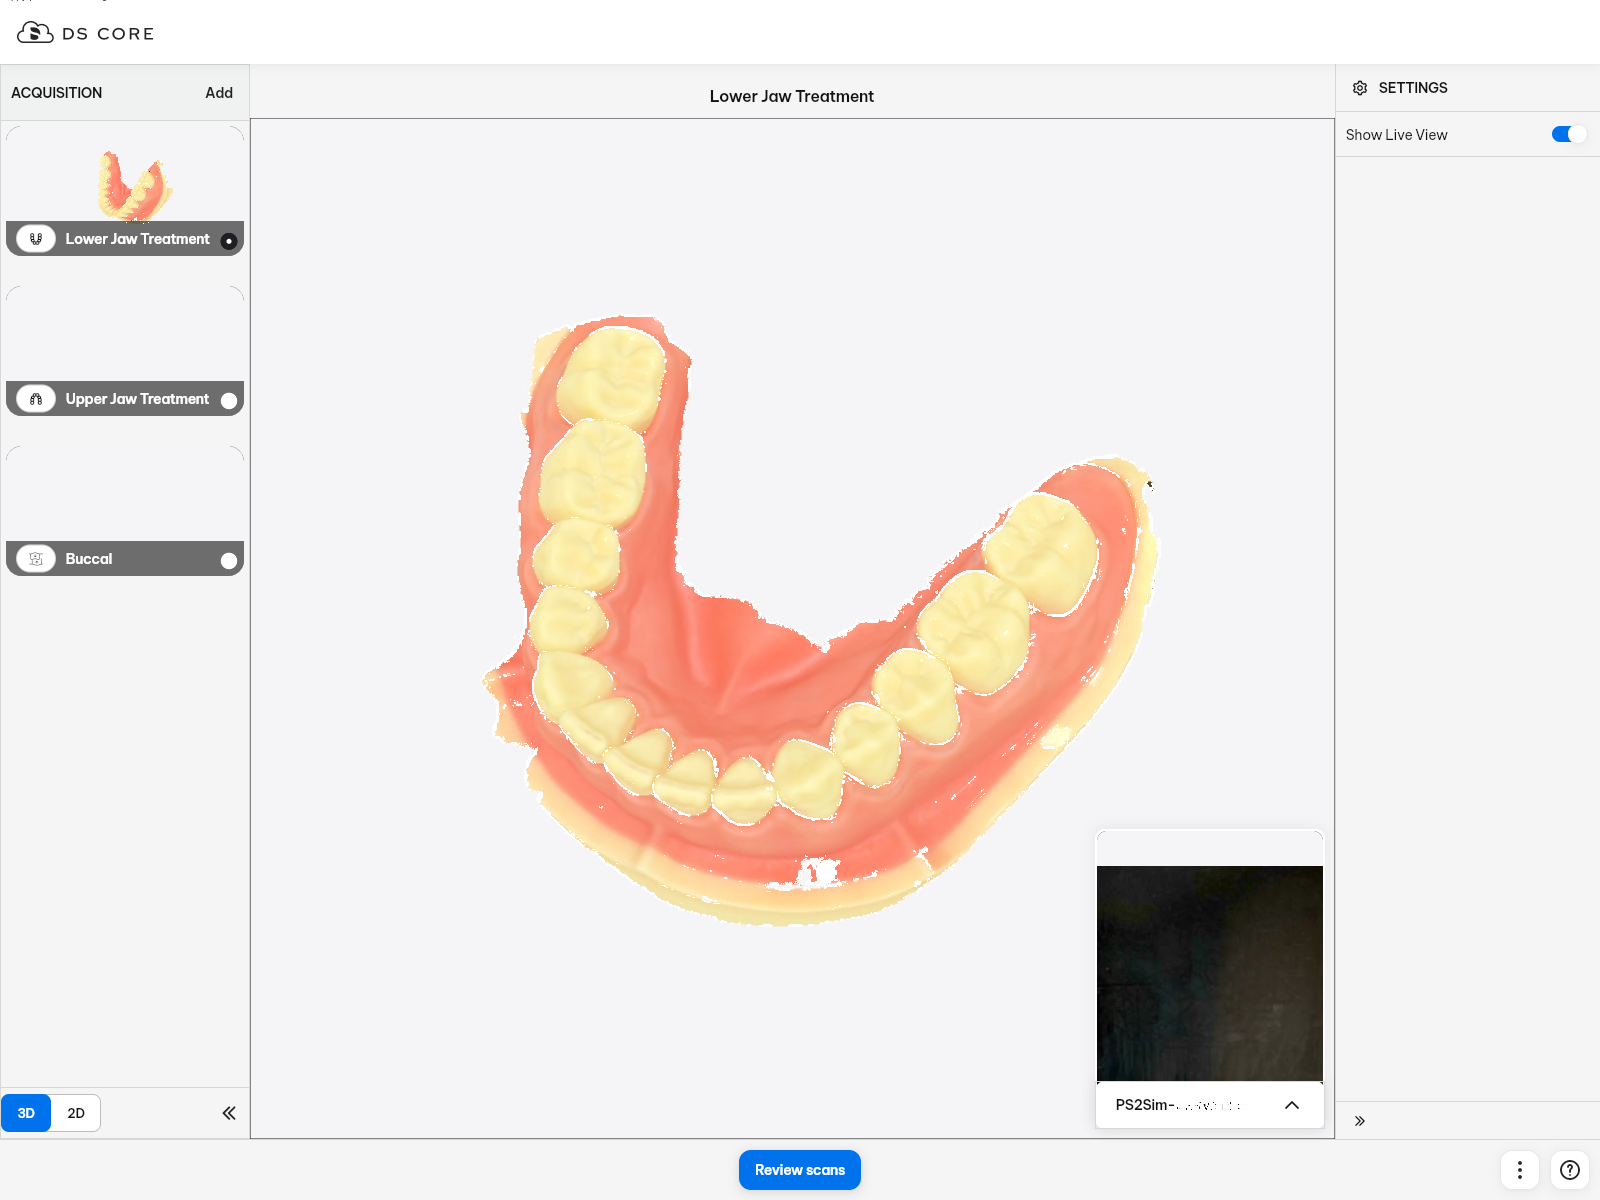 DS CORE
ACQUISITION Add
Lower Jaw Treatment
SETTINGS
Show Live View
Lower Jaw Treatment
Upper Jaw Treatment
Buccal
PS2Sim-
3D 2D
Review scans